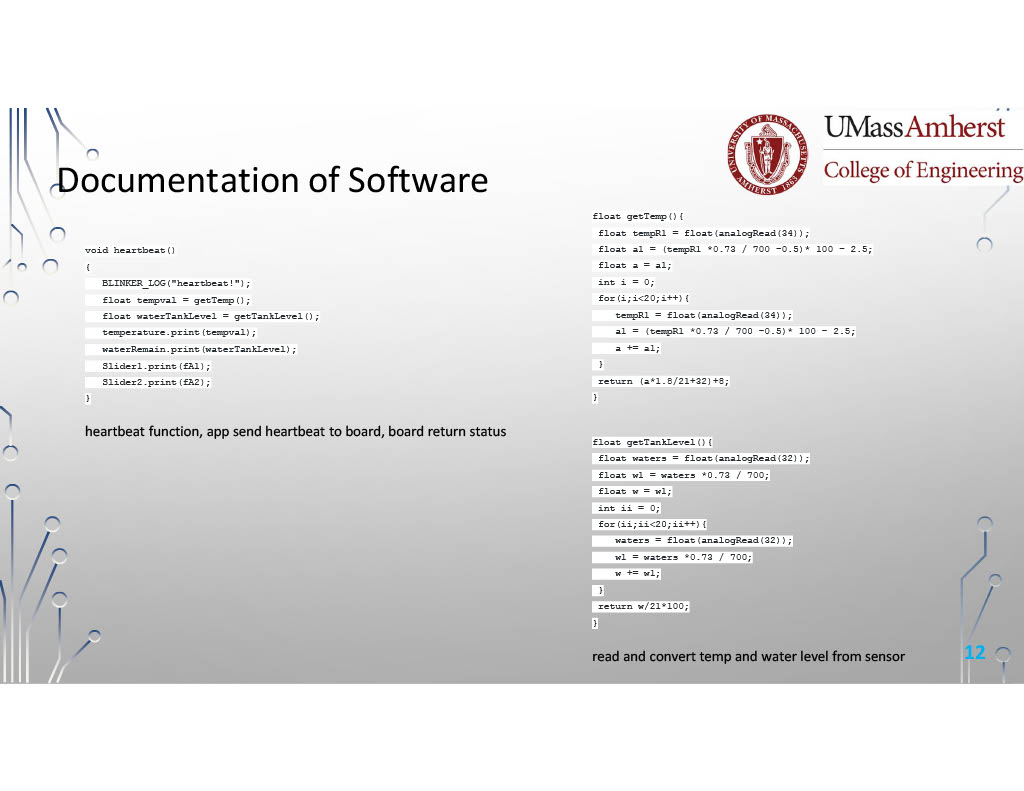 UNIVERSITY OF MASSACHUSETTS AMHERST 1863
UMassAmherst
College of Engineering
Documentation of Software
void heartbeat()
{
BLINKER_LOG("heartbeat!");
float tempval = getTemp();
float waterTankLevel = getTankLevel();
temperature.print(tempval);
waterRemain.print(waterTankLevel);
Slider1.print(fA1);
Slider2.print(fA2);
}
heartbeat function, app send heartbeat to board, board return status
float getTemp(){
float tempR1 = float(analogRead(34));
float a1 = (tempR1 *0.73 / 700 -0.5)* 100 - 2.5;
float a = a1;
int i = 0;
for(i;i<20;i++){
tempR1 = float(analogRead(34));
a1 = (tempR1 *0.73 / 700 -0.5)* 100 - 2.5;
a += a1;
}
return (a*1.8/21+32)+8;
}
float getTankLevel(){
float waters = float(analogRead(32));
float w1 = waters *0.73 / 700;
float w = w1;
int ii = 0;
for(ii;ii<20;ii++){
waters = float(analogRead(32));
w1 = waters *0.73 / 700;
w += w1;
}
return w/21*100;
}
read and convert temp and water level from sensor
12